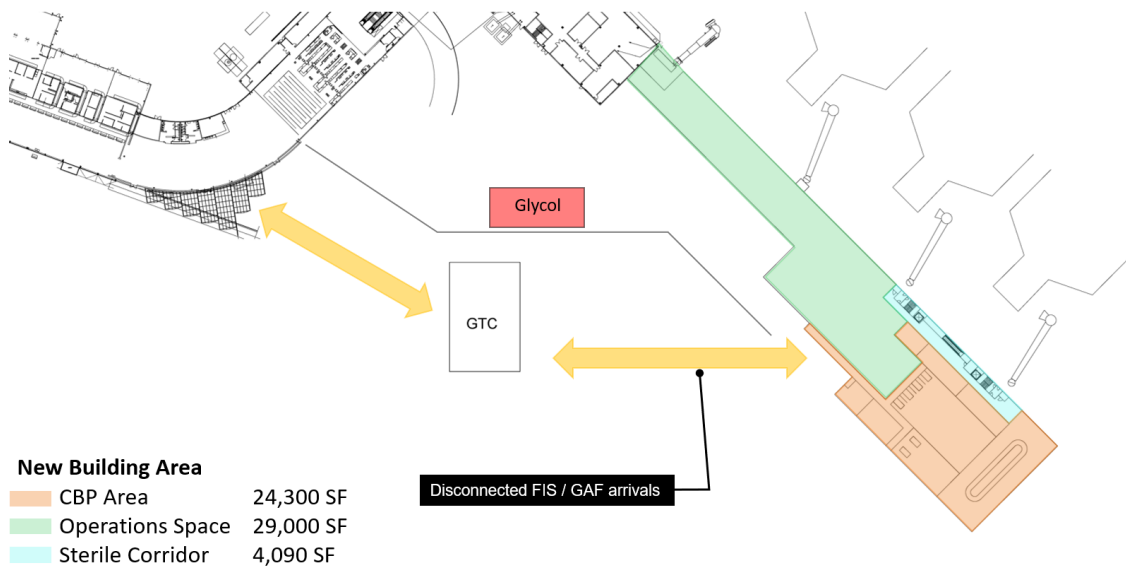 Glycol
GTC
Disconnected FIS / GAF arrivals
New Building Area
CBP Area 24,300 SF
Operations Space 29,000 SF
Sterile Corridor 4,090 SF